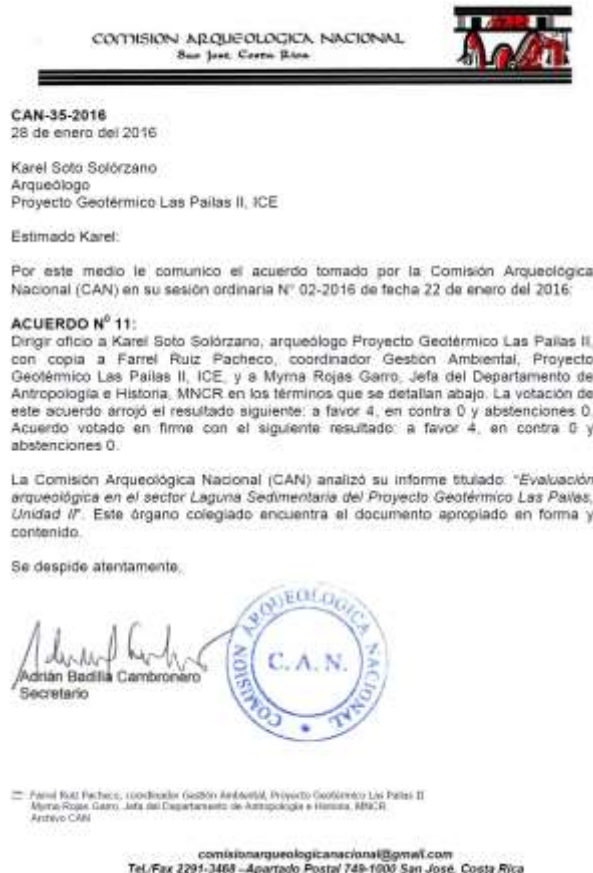 COMISION ARQUEOLOGICA NACIONAL
San José, Costa Rica
CAN-35-2016
28 de enero del 2016
Karel Soto Solórzano
Arqueólogo
Proyecto Geotérmico Las Pailas II, ICE
Estimado Karel:
Por este medio le comunico el acuerdo tomado por la Comisión Arqueológica
Nacional (CAN) en su sesión ordinaria N° 02-2016 de fecha 22 de enero del 2016:
ACUERDO Nº 11:
Dirigir oficio a Karel Soto Solórzano, arqueólogo Proyecto Geotérmico Las Pailas II,
con copia a Farrel Ruiz Pacheco, coordinador Gestión Ambiental, Proyecto
Geotérmico Las Pailas II, ICE, y a Myrna Rojas Garro, Jefa del Departamento de
Antropología e Historia, MNCR en los términos que se detallan abajo. La votación de
este acuerdo arrojó el resultado siguiente: a favor 4, en contra 0 y abstenciones 0.
Acuerdo votado en firme con el siguiente resultado: a favor 4, en contra 0 y
abstenciones 0.
La Comisión Arqueológica Nacional (CAN) analizó su informe titulado: "Evaluación
arqueológica en el sector Laguna Sedimentaria del Proyecto Geotérmico Las Pailas,
Unidad II". Este órgano colegiado encuentra el documento apropiado en forma y
contenido.
Se despide atentamente,
COMISION ARQUEOLOGICA NACIONAL
C. A. N.
Adrián Badilla Cambronero
Secretario
Farrel Ruiz Pacheco, coordinador Gestión Ambiental, Proyecto Geotérmico Las Pailas II
Myrna Rojas Garro, Jefa del Departamento de Antropología e Historia, MNCR
Archivo CAN
comisionarqueologicanacional@gmail.com
Tel./Fax 2291-3468 – Apartado Postal 749-1000 San José, Costa Rica